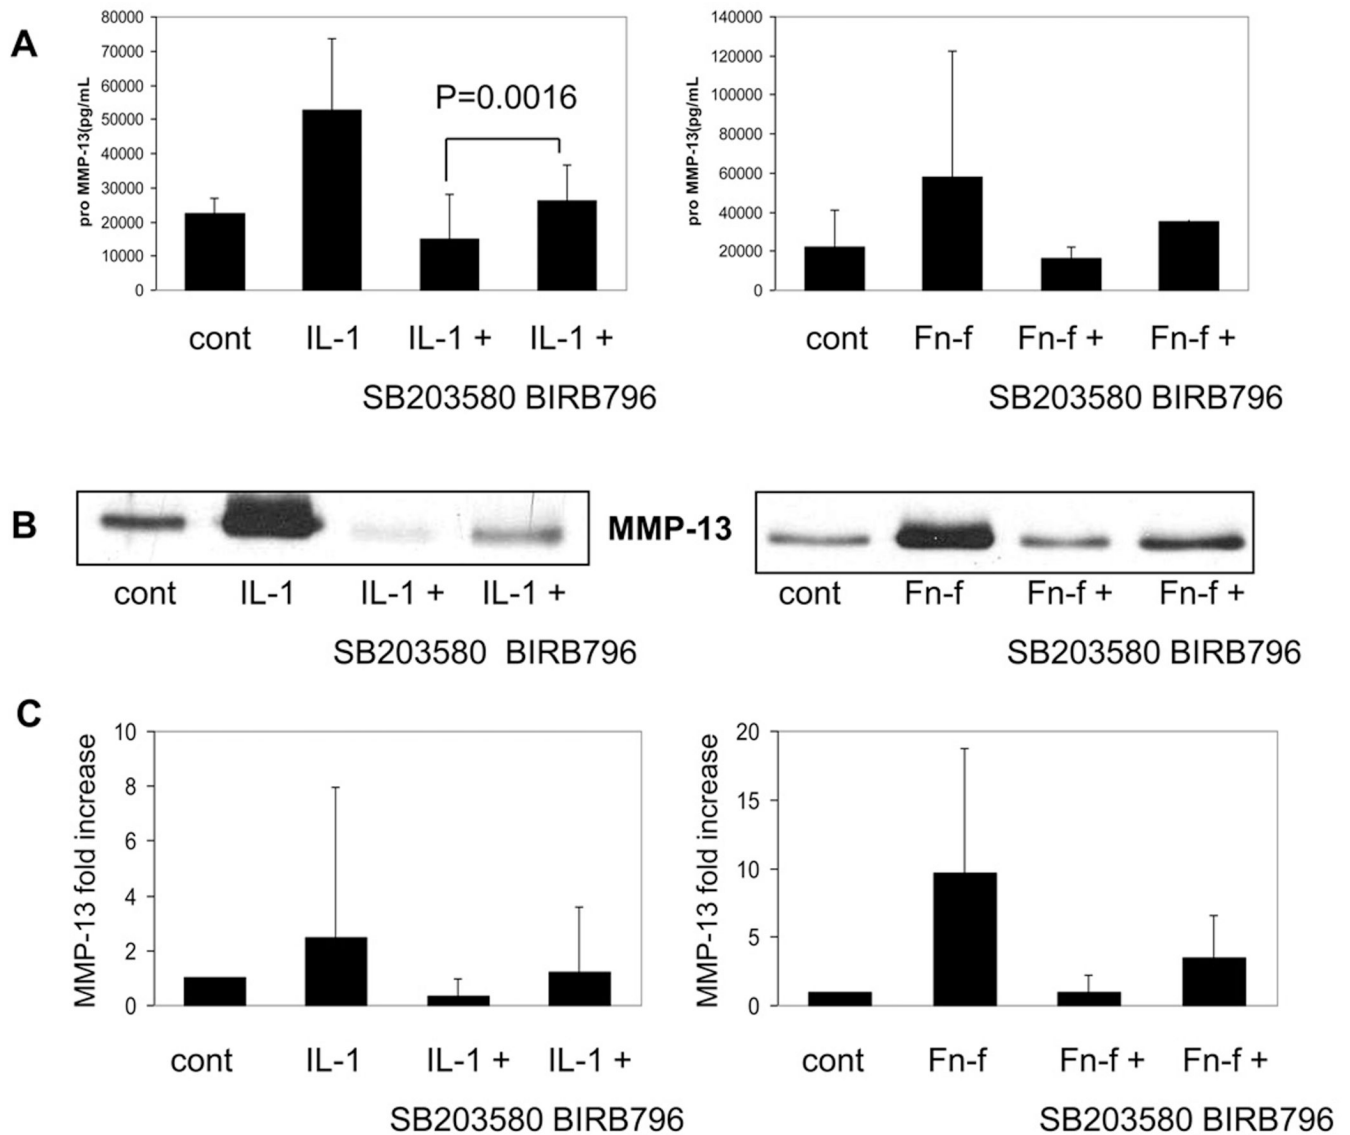 A
pro MMP-13(pg/mL
80000
70000
60000
50000
40000
30000
20000
10000
0
P=0.0016
cont IL-1 IL-1 + IL-1 +
SB203580 BIRB796
pro MMP-13(pg/mL
140000
120000
100000
80000
60000
40000
20000
0
cont Fn-f Fn-f + Fn-f +
SB203580 BIRB796
B
MMP-13
cont IL-1 IL-1 + IL-1 +
SB203580 BIRB796
cont Fn-f Fn-f + Fn-f +
SB203580 BIRB796
C
MMP-13 fold increase
10
8
6
4
2
0
cont IL-1 IL-1 + IL-1 +
SB203580 BIRB796
MMP-13 fold increase
20
15
10
5
0
cont Fn-f Fn-f + Fn-f +
SB203580 BIRB796